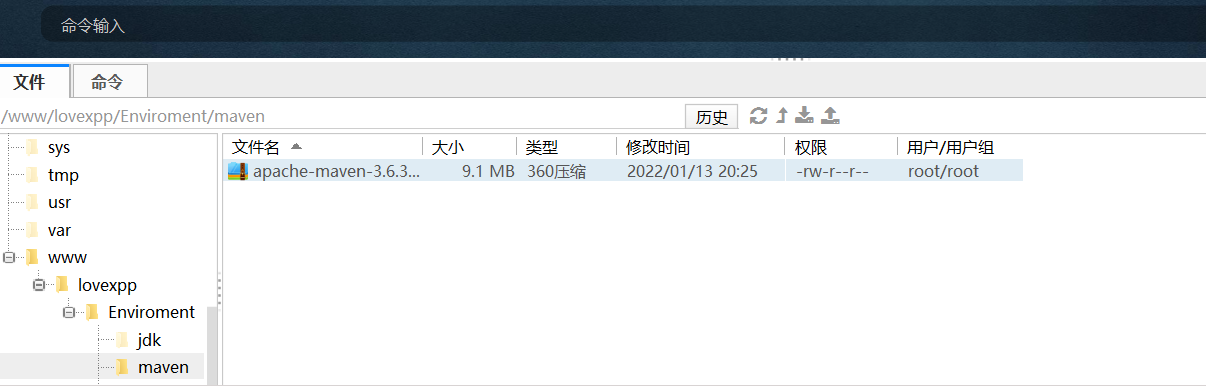 命令输入
文件 命令
/www/lovexpp/Enviroment/maven 历史
文件名 大小 类型 修改时间 权限 用户/用户组
apache-maven-3.6.3... 9.1 MB 360压缩 2022/01/13 20:25 -rw-r--r-- root/root
sys
tmp
usr
var
www
lovexpp
Enviroment
jdk
maven